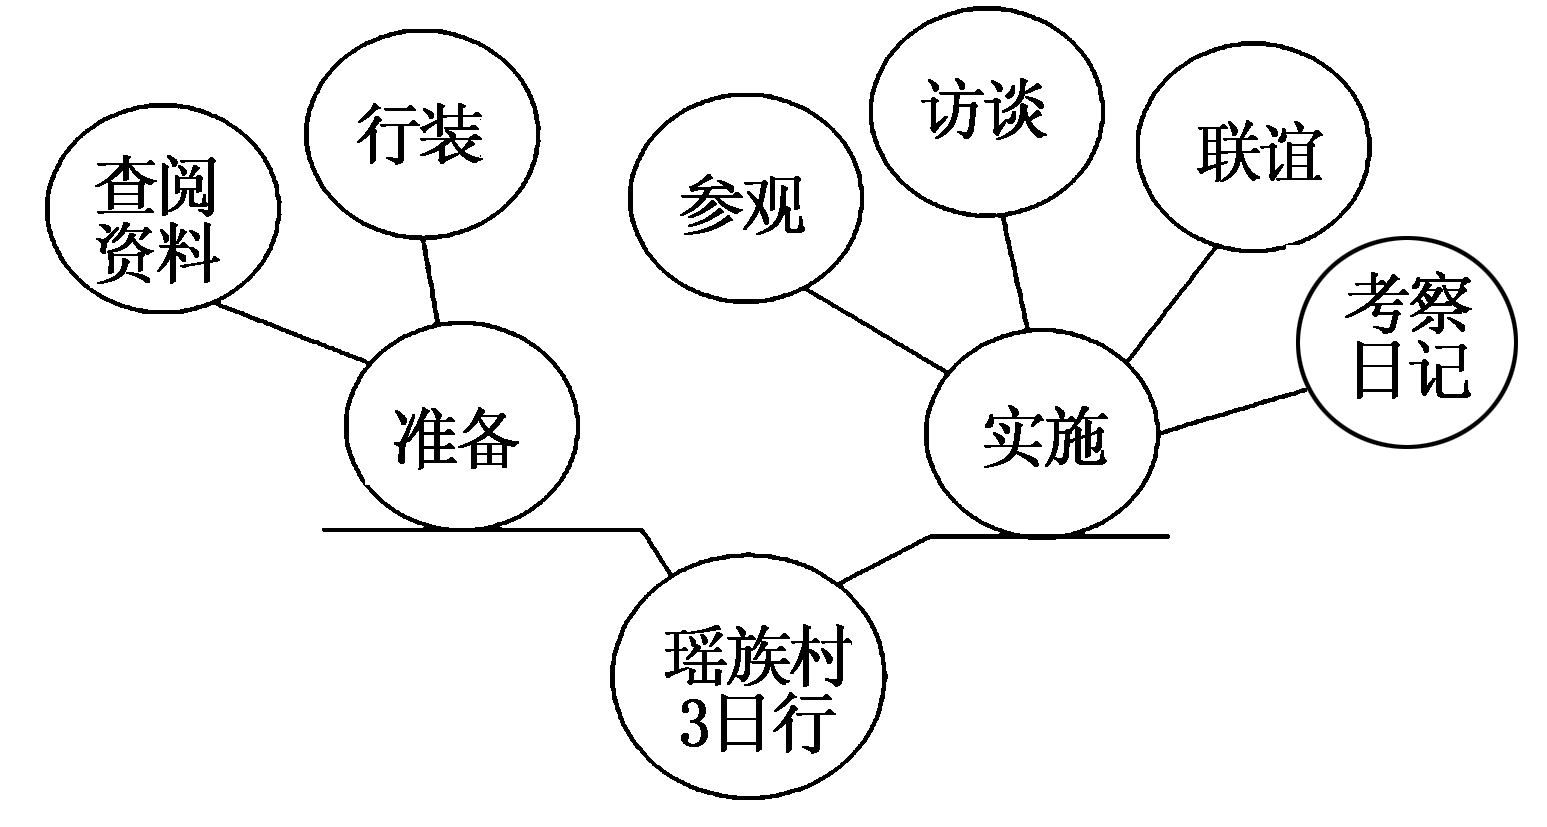 查阅
资料
行装
参观
访谈
联谊
考察
日记
准备
实施
瑶族村
3日行